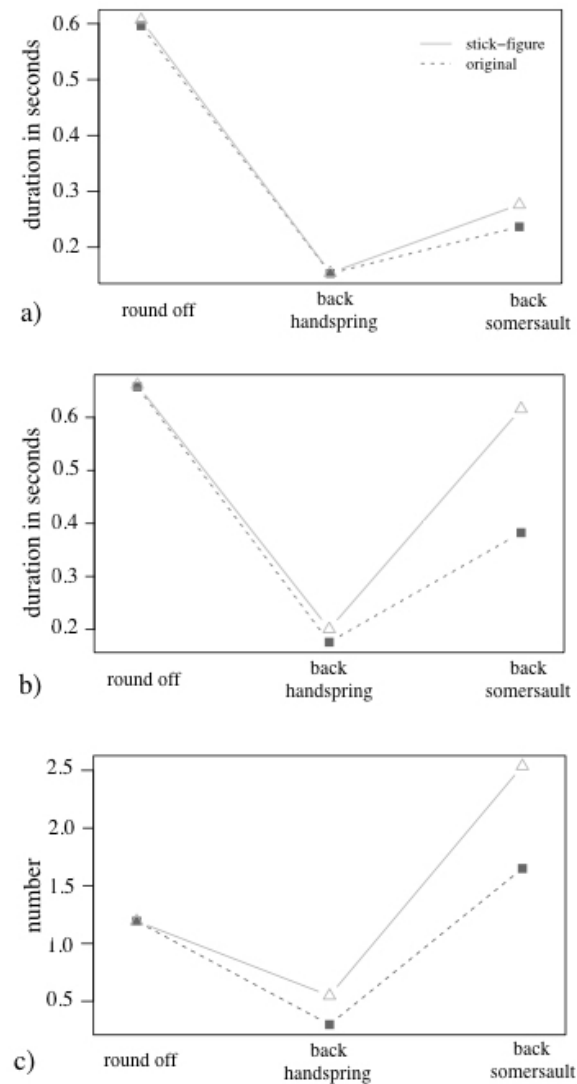 0.6
stick-figure
original
0.5
0.4
0.3
0.2
duration in seconds
a)
round off
back
handspring
back
somersault
0.6
0.5
0.4
0.3
0.2
duration in seconds
b)
round off
back
handspring
back
somersault
2.5
2.0
1.5
1.0
0.5
number
c)
round off
back
handspring
back
somersault